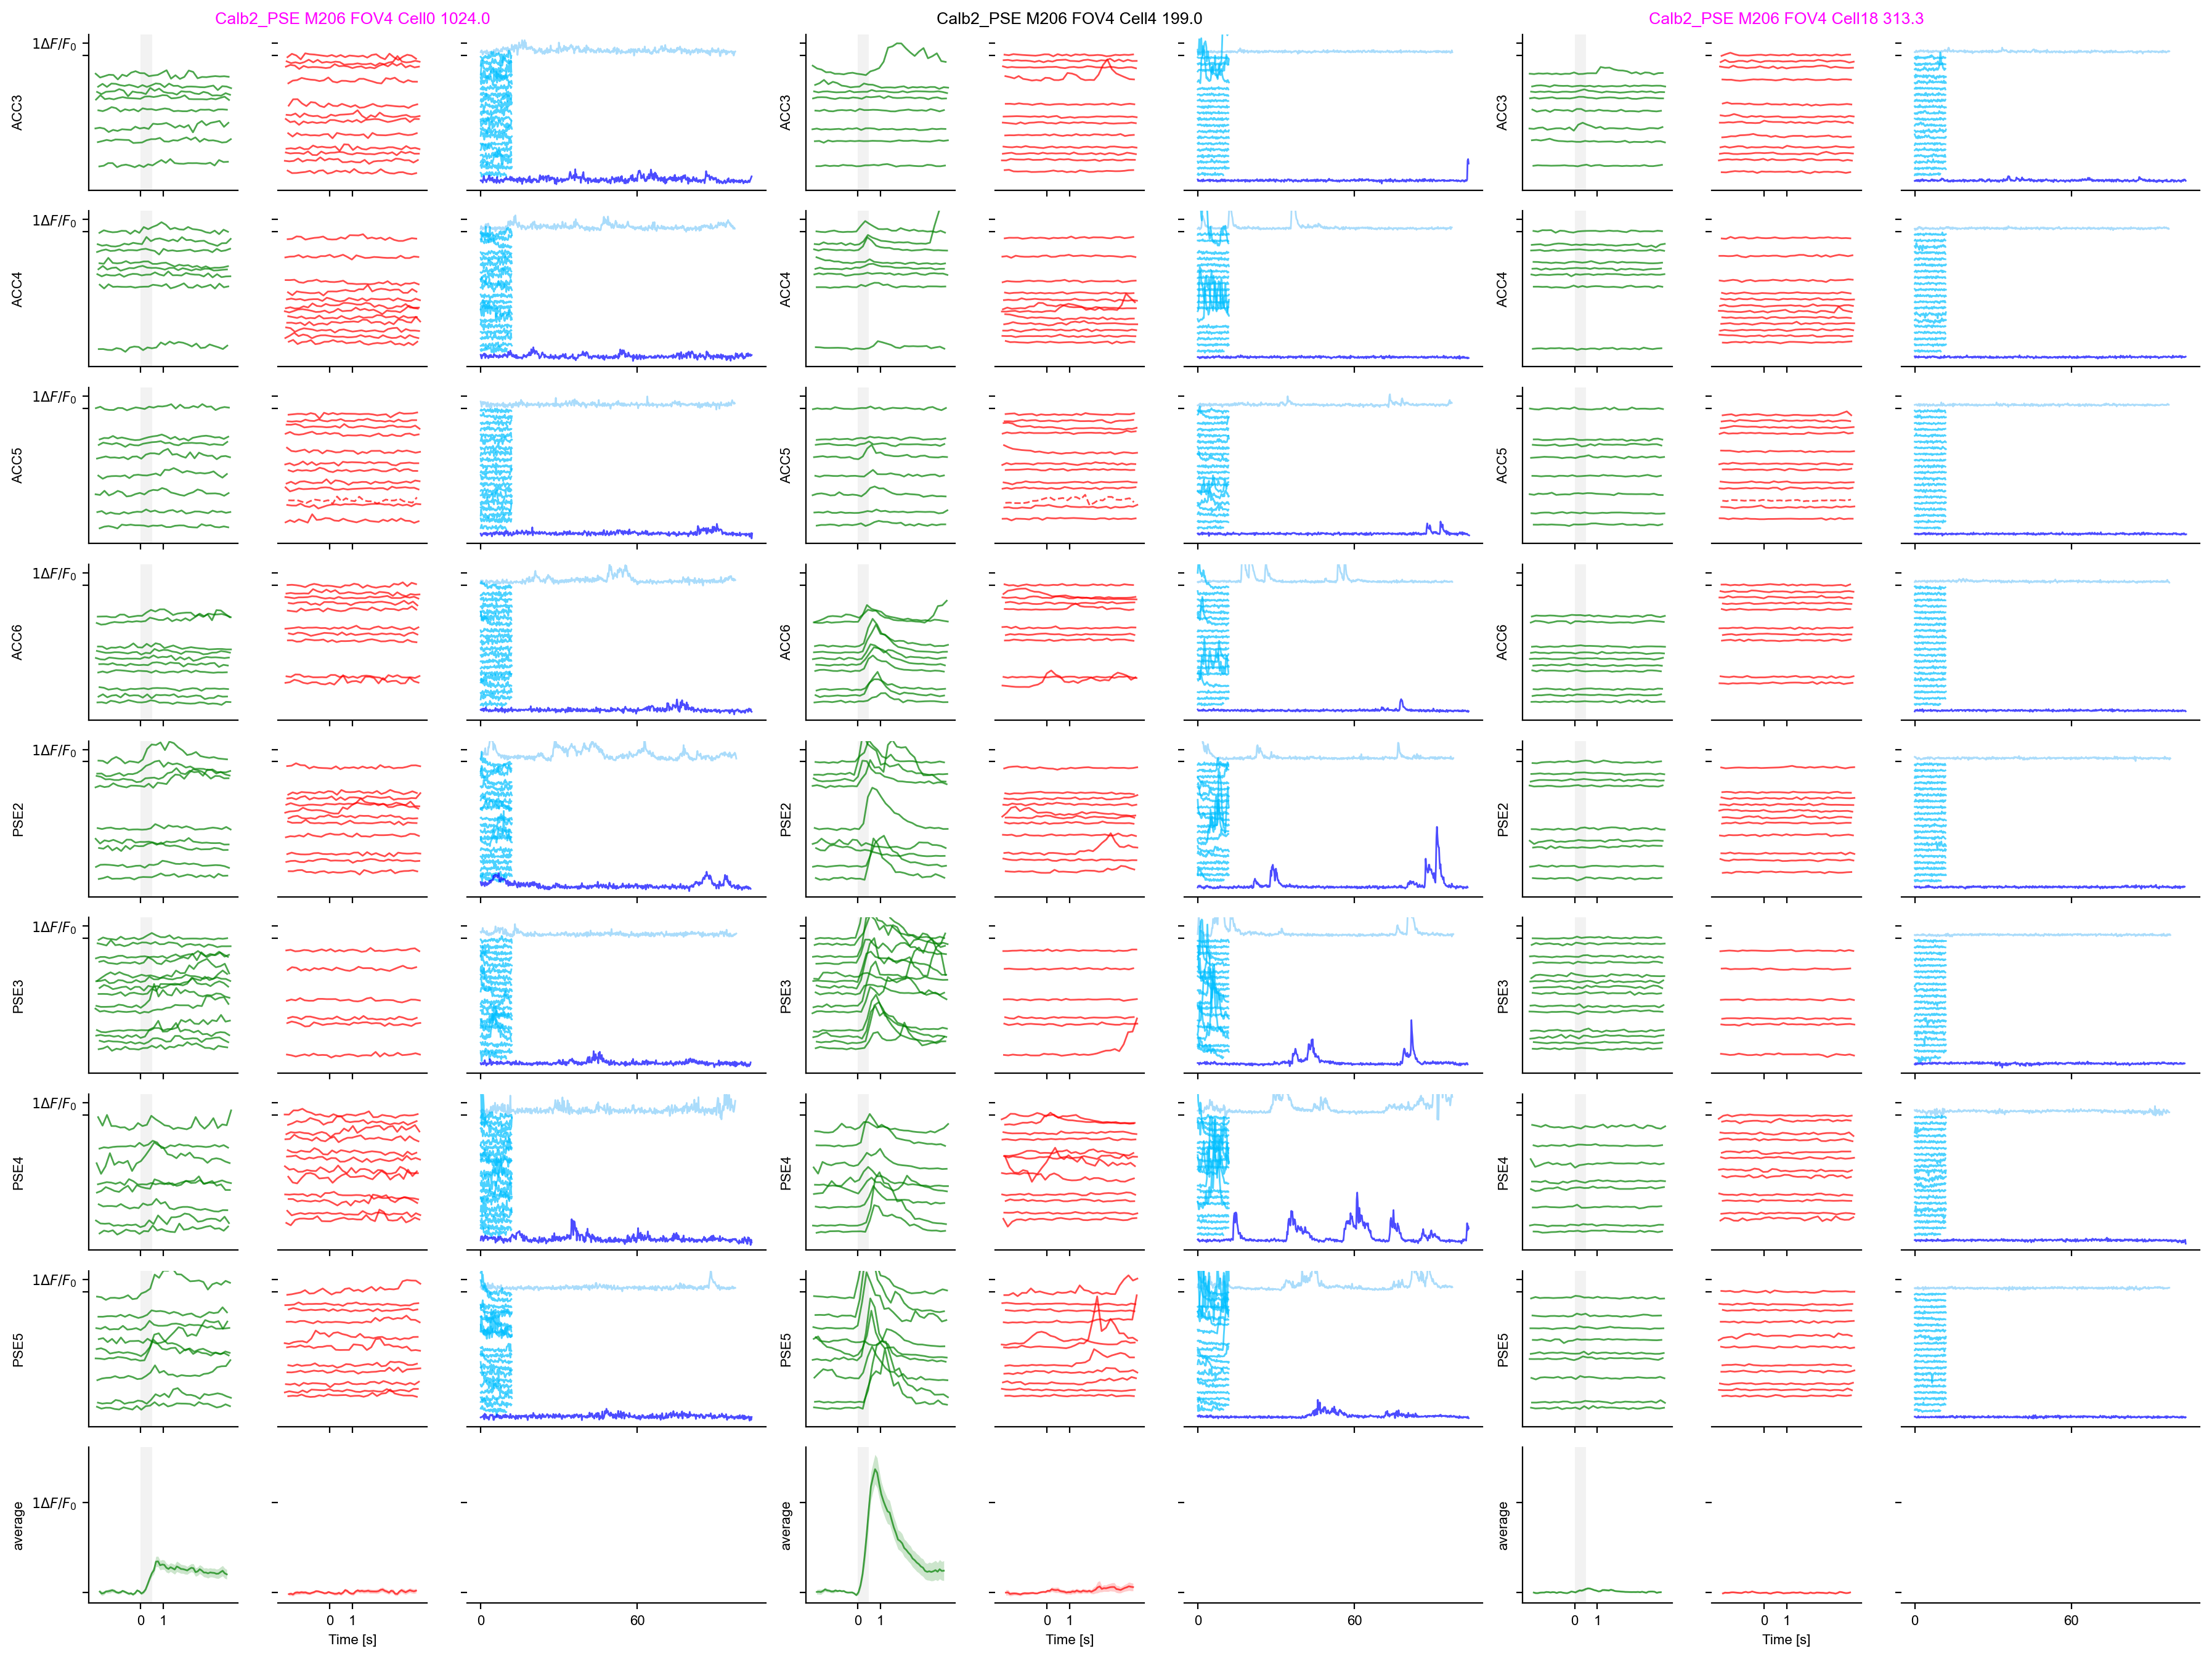 Calb2_PSE M206 FOV4 Cell0 1024.0
Calb2_PSE M206 FOV4 Cell4 199.0
Calb2_PSE M206 FOV4 Cell18 313.3
1ΔF/F₀
ACC3
ACC3
ACC3
1ΔF/F₀
ACC4
ACC4
ACC4
1ΔF/F₀
ACC5
ACC5
ACC5
1ΔF/F₀
ACC6
ACC6
ACC6
1ΔF/F₀
PSE2
PSE2
PSE2
1ΔF/F₀
PSE3
PSE3
PSE3
1ΔF/F₀
PSE4
PSE4
PSE4
1ΔF/F₀
PSE5
PSE5
PSE5
1ΔF/F₀
average
average
average
0 1 0 1 0 60 0 1 0 1 0 60 0 1 0 1 0 60
Time [s] Time [s] Time [s]